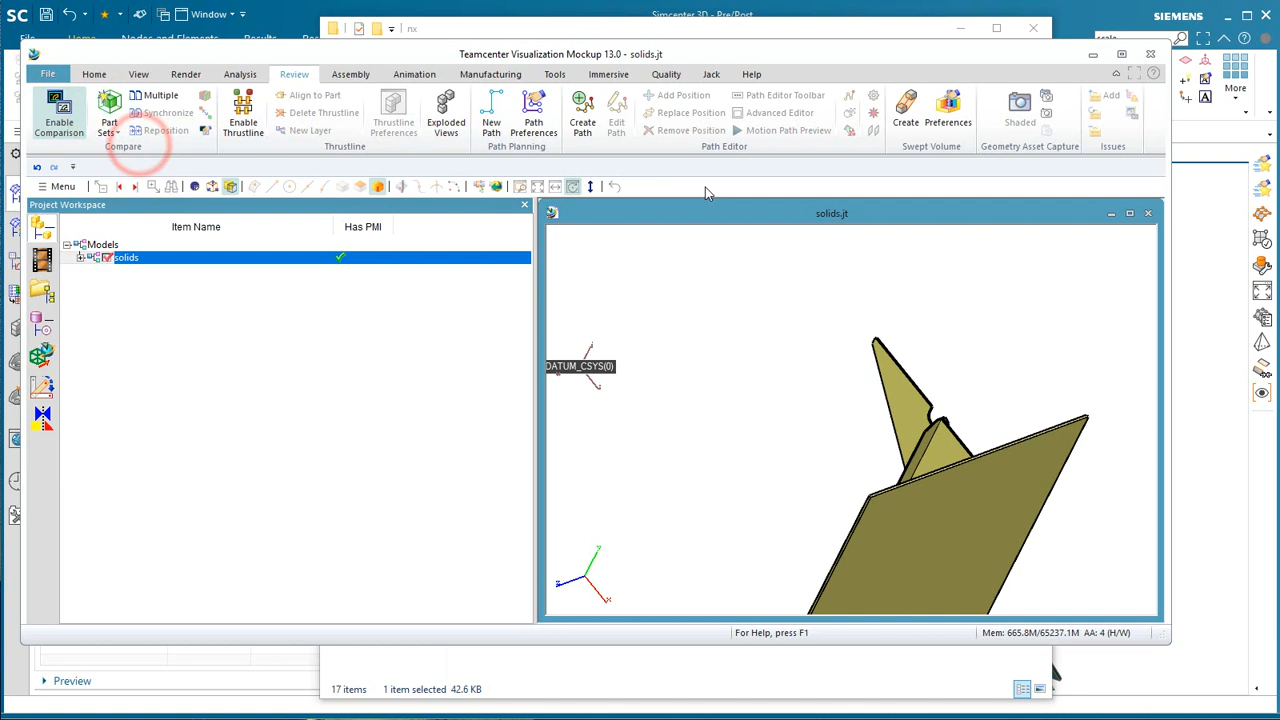 SC
Window
Simcenter 3D - Pre/Post
SIEMENS
nx
Teamcenter Visualization Mockup 13.0 - solids.jt
File Home View Render Analysis Review Assembly Animation Manufacturing Tools Immersive Quality Jack Help
Enable Comparison
Part Sets
Multiple
Synchronize
Reposition
Compare
Enable Thrustline
Align to Part
Delete Thrustline
New Layer
Thrustline Preferences
Exploded Views
Thrustline
New Path
Path Preferences
Path Planning
Create Path
Edit Path
Add Position
Replace Position
Remove Position
Path Editor Toolbar
Advanced Editor
Motion Path Preview
Path Editor
Create
Preferences
Swept Volume
Shaded
Geometry Asset Capture
Add
Issues
More
Menu
Project Workspace
Item Name Has PMI
Models
solids
solids.jt
DATUM_CSYS(0)
For Help, press F1
Mem: 665.8M/65237.1M AA: 4 (H/W)
Preview
17 items 1 item selected 42.6 KB